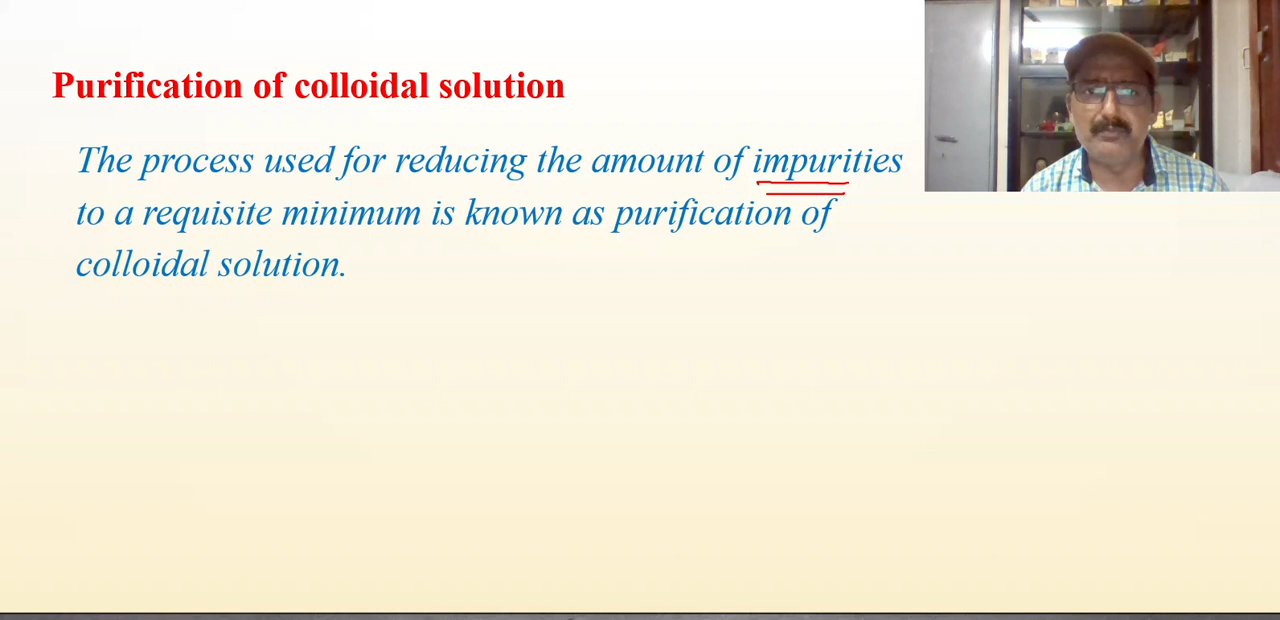 Purification of colloidal solution
The process used for reducing the amount of impurities
to a requisite minimum is known as purification of
colloidal solution.